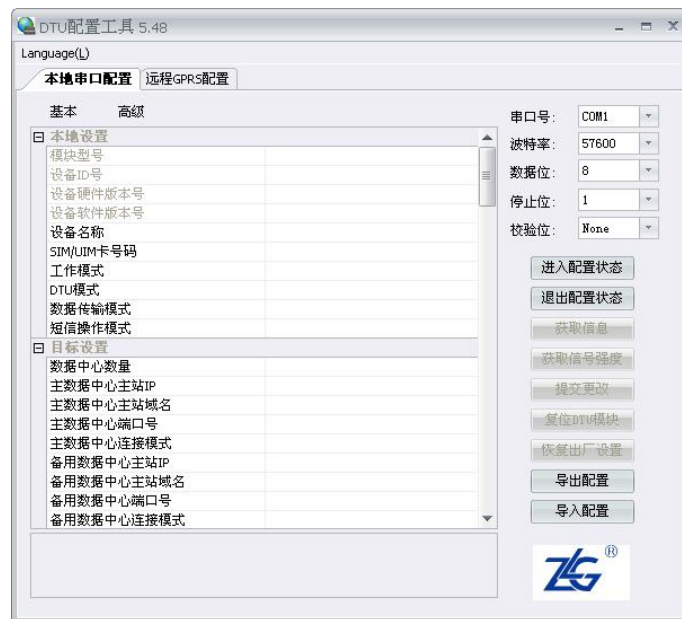 DTU配置工具 5.48
Language(L)
本地串口配置 远程GPRS配置
基本 高级
本地设置
模块型号
设备ID号
设备硬件版本号
设备软件版本号
设备名称
SIM/UIM卡号码
工作模式
DTU模式
数据传输模式
短信操作模式
目标设置
数据中心数量
主数据中心主站IP
主数据中心主站域名
主数据中心端口号
主数据中心连接模式
备用数据中心主站IP
备用数据中心主站域名
备用数据中心端口号
备用数据中心连接模式
串口号: COM1
波特率: 57600
数据位: 8
停止位: 1
校验位: None
进入配置状态
退出配置状态
获取信息
获取信号强度
提交更改
复位DTU模块
恢复出厂设置
导出配置
导入配置
ZLG®